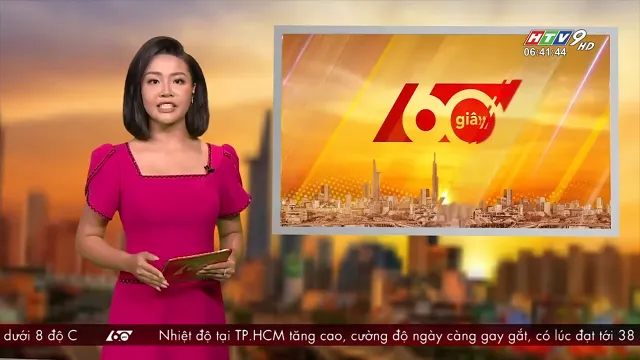 HTV9 HD
06:41:44
60 giây
dưới 8 độ C 60 Nhiệt độ tại TP.HCM tăng cao, cường độ ngày càng gay gắt, có lúc đạt tới 38